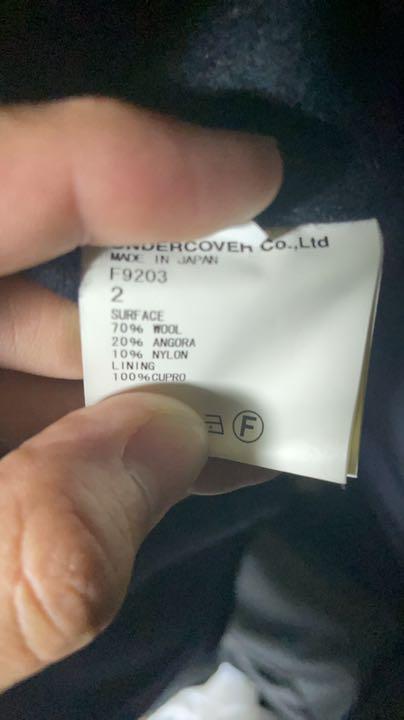 UNDERCOVER Co.,Ltd
MADE IN JAPAN
F9203
2
SURFACE
70% WOOL
20% ANGORA
10% NYLON
LINING
100%CUPRO
F